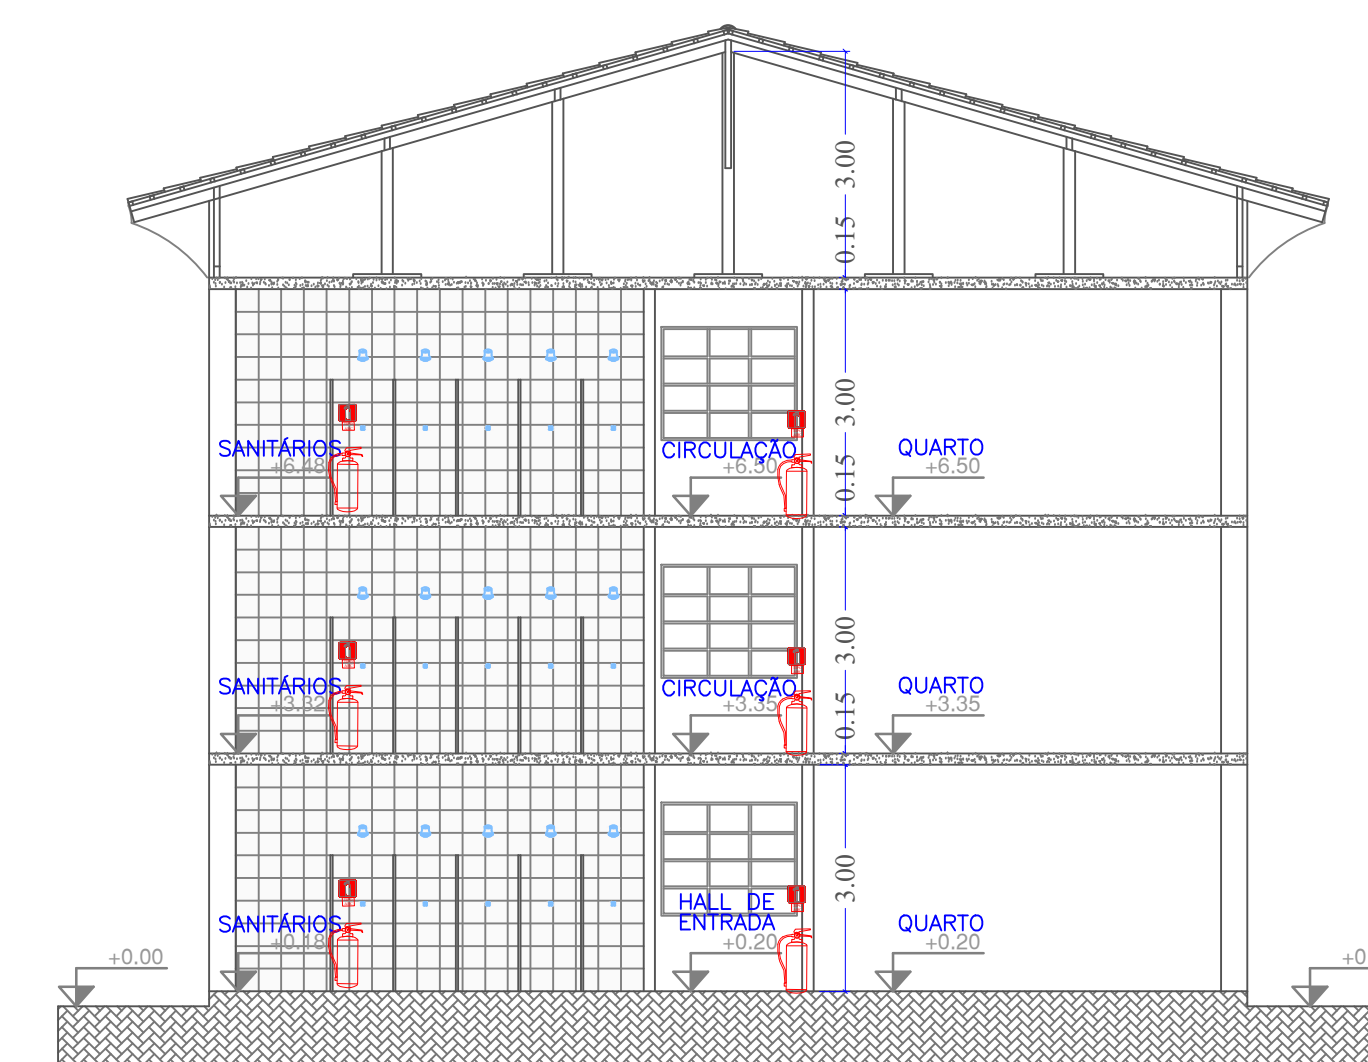 3.00
0.15
3.00
SANITÁRIOS
CIRCULAÇÃO
QUARTO
+6.48
+6.50
+6.50
0.15
3.00
SANITÁRIOS
CIRCULAÇÃO
QUARTO
+3.32
+3.35
+3.35
0.15
3.00
HALL DE
ENTRADA
SANITÁRIOS
QUARTO
+0.18
+0.20
+0.20
+0.00
+0